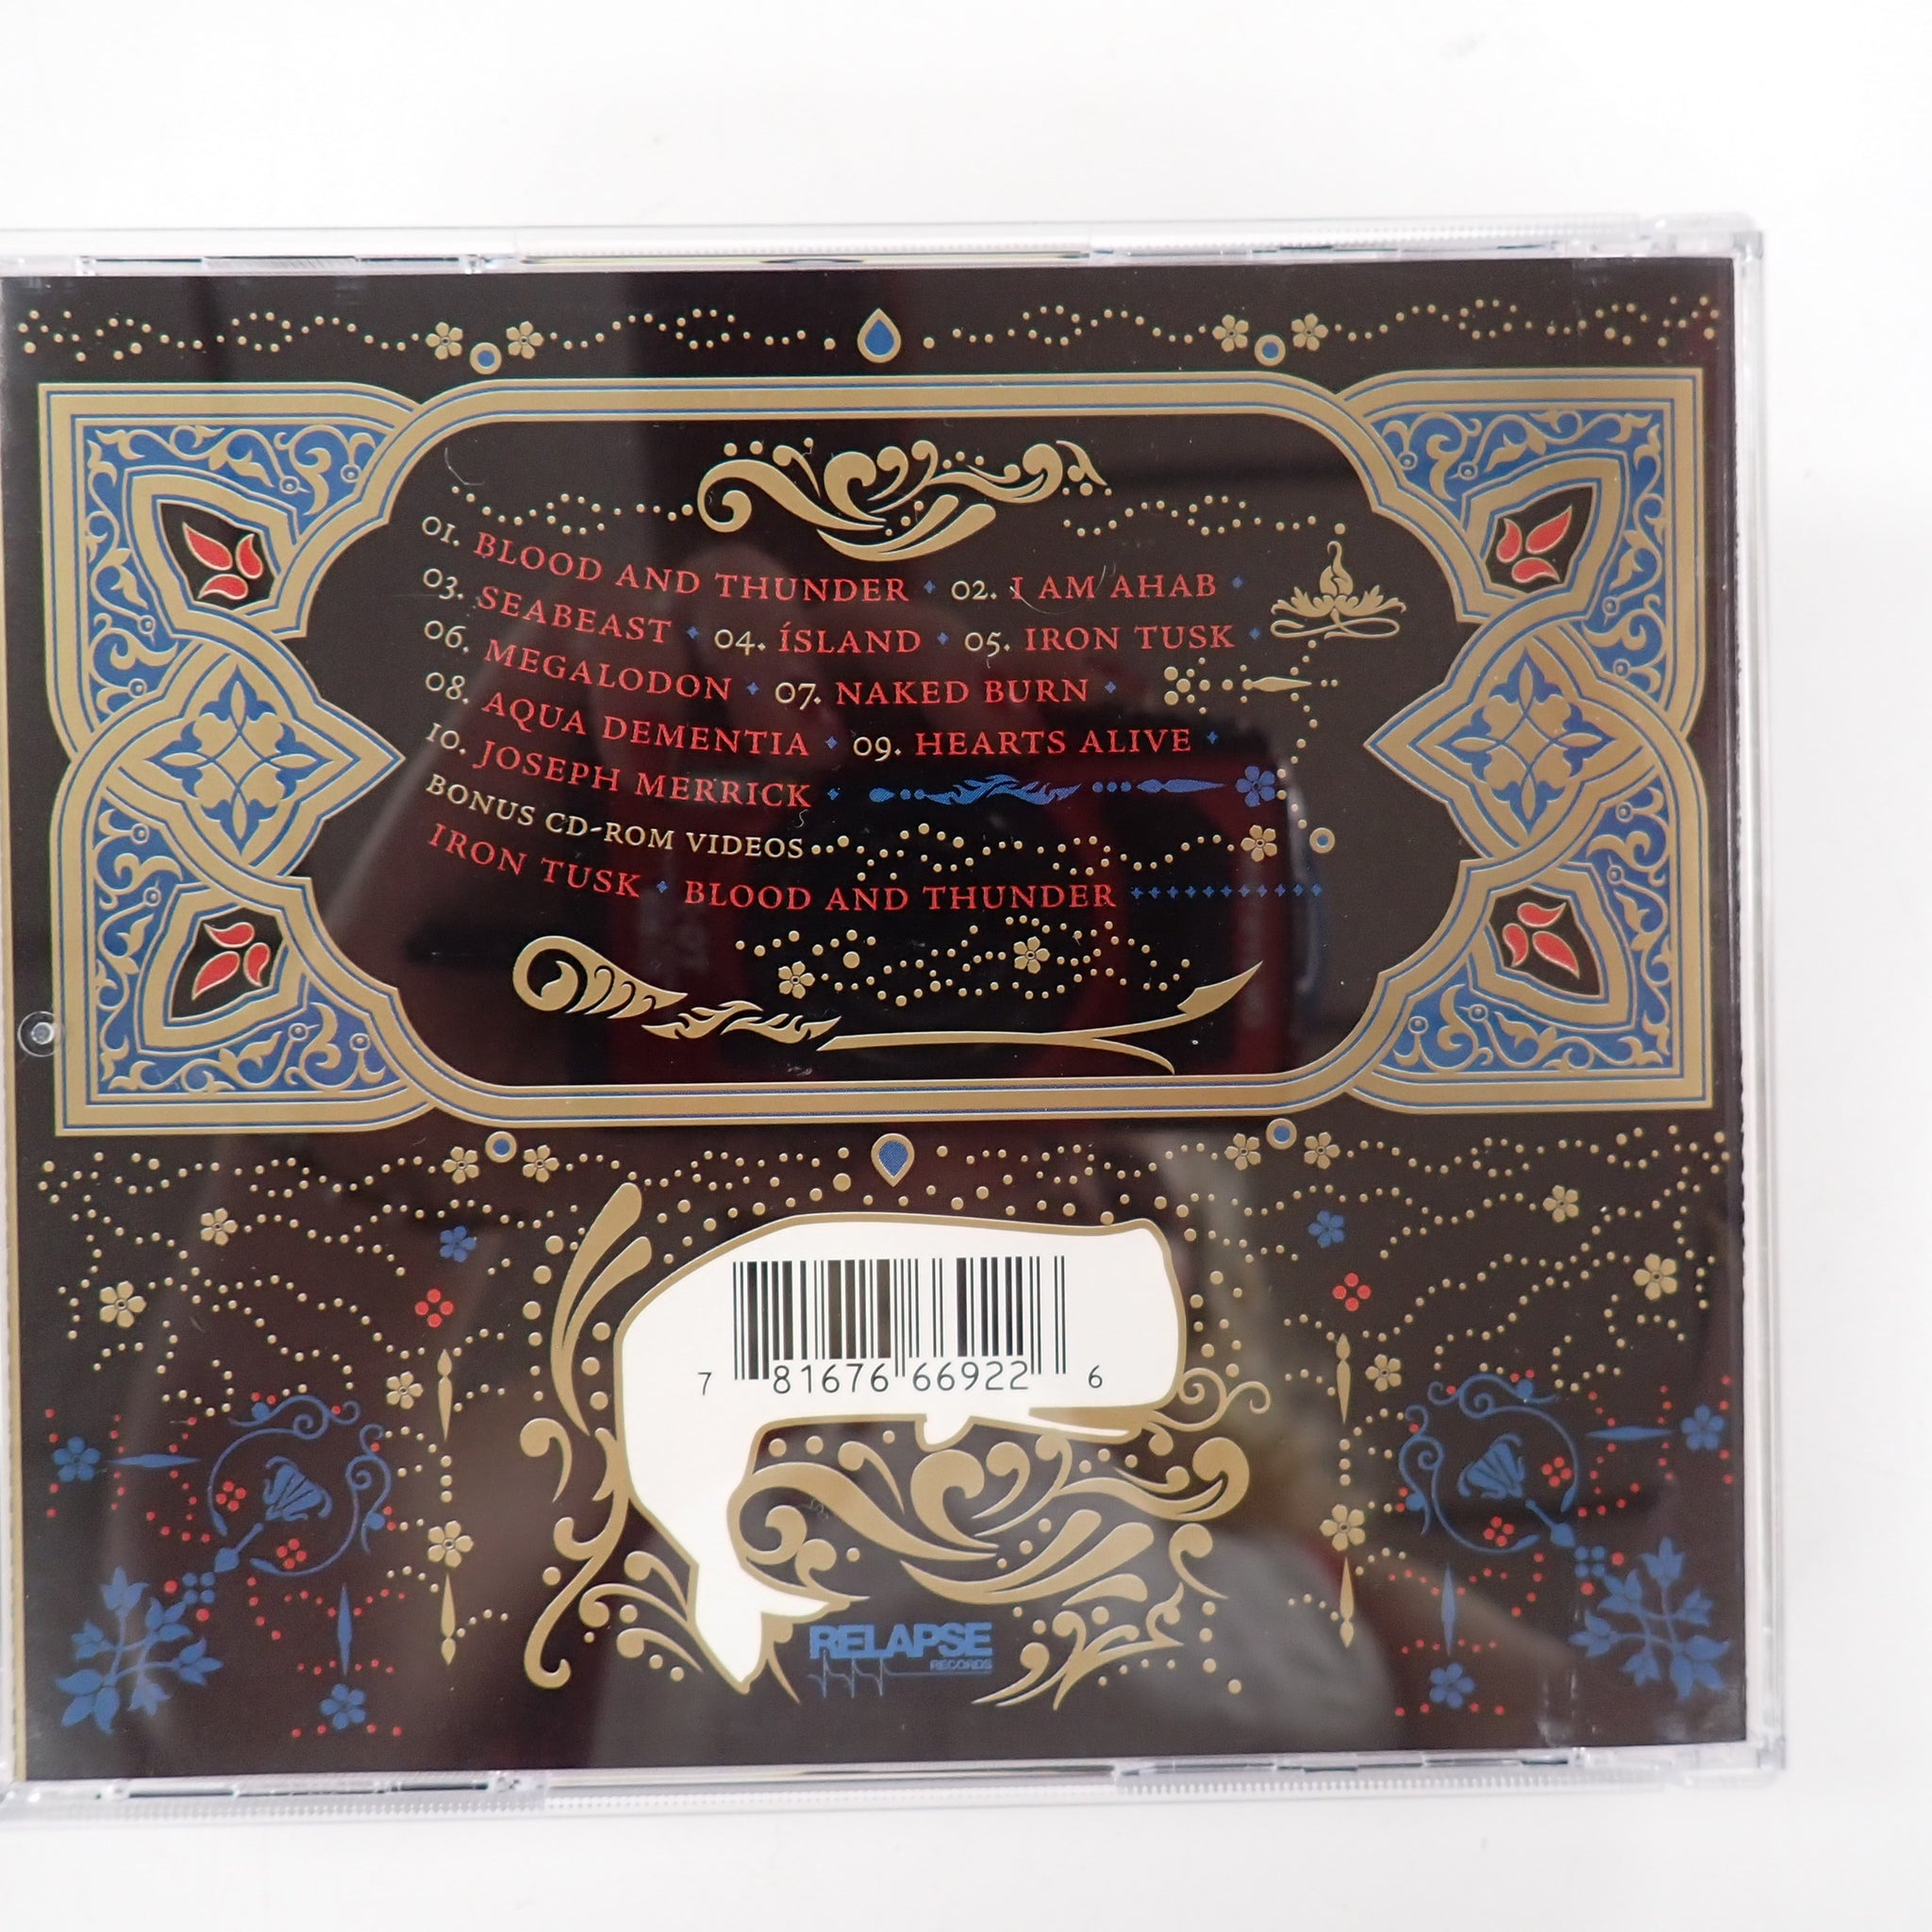 01. BLOOD AND THUNDER 02. I AM AHAB
03. SEABEAST 04. ÍSLAND 05. IRON TUSK
06. MEGALODON 07. NAKED BURN
08. AQUA DEMENTIA 09. HEARTS ALIVE
10. JOSEPH MERRICK
BONUS CD-ROM VIDEOS
IRON TUSK BLOOD AND THUNDER
7 81676 66922 6
RELAPSE
RECORDS